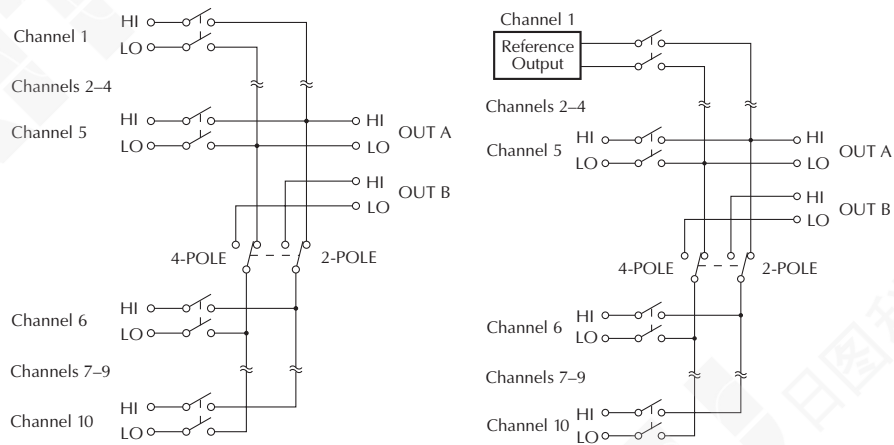 Channel 1
HI
LO
Channels 2–4
Channel 5
HI
LO
HI
LO
OUT A
HI
LO
OUT B
4-POLE
2-POLE
Channel 6
HI
LO
Channels 7–9
Channel 10
HI
LO
Channel 1
Reference
Output
Channels 2–4
Channel 5
HI
LO
HI
LO
OUT A
HI
LO
OUT B
4-POLE
2-POLE
Channel 6
HI
LO
Channels 7–9
Channel 10
HI
LO
日图科